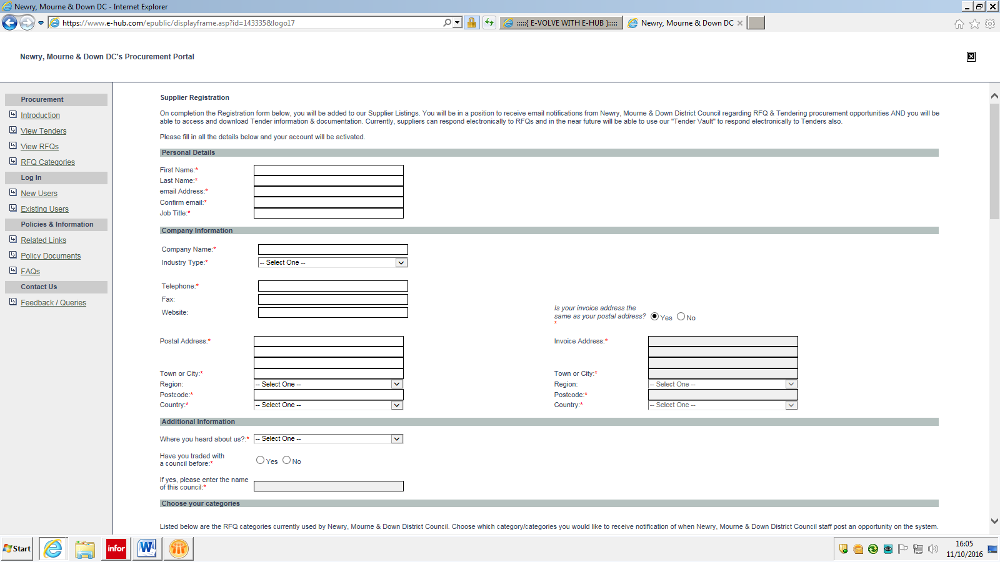 Newry, Mourne & Down DC - Internet Explorer
https://www.e-hub.com/epublic/displayframe.asp?id=143335&logo17
:::::{ E-VOLVE WITH E-HUB }:::::
Newry, Mourne & Down DC
Newry, Mourne & Down DC's Procurement Portal
Procurement
Introduction
View Tenders
View RFQs
RFQ Categories
Log In
New Users
Existing Users
Policies & Information
Related Links
Policy Documents
FAQs
Contact Us
Feedback / Queries
Supplier Registration
On completion the Registration form below, you will be added to our Supplier Listings. You will be in a position to receive email notifications from Newry, Mourne & Down District Council regarding RFQ & Tendering procurement opportunities AND you will be
able to access and download Tender information & documentation. Currently, suppliers can respond electronically to RFQs and in the near future will be able to use our "Tender Vault" to respond electronically to Tenders also.
Please fill in all the details below and your account will be activated.
Personal Details
First Name:*
Last Name:*
email Address:*
Confirm email:*
Job Title:*
Company Information
Company Name:*
Industry Type:* -- Select One --
Telephone:*
Fax:
Website:
Is your invoice address the
same as your postal address? Yes No
*
Postal Address:* Invoice Address:*
Town or City:* Town or City:*
Region: -- Select One -- Region: -- Select One --
Postcode:* Postcode:*
Country:* -- Select One -- Country:* -- Select One --
Additional Information
Where you heard about us?:* -- Select One --
Have you traded with
a council before:* Yes No
If yes, please enter the name
of this council:*
Choose your categories
Listed below are the RFQ categories currently used by Newry, Mourne & Down District Council. Choose which category/categories you would like to receive notification of when Newry, Mourne & Down District Council staff post an opportunity on the system.
Start
infor
16:05
11/10/2016